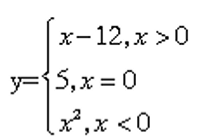 x-12, x > 0
y= 5, x = 0
x², x < 0